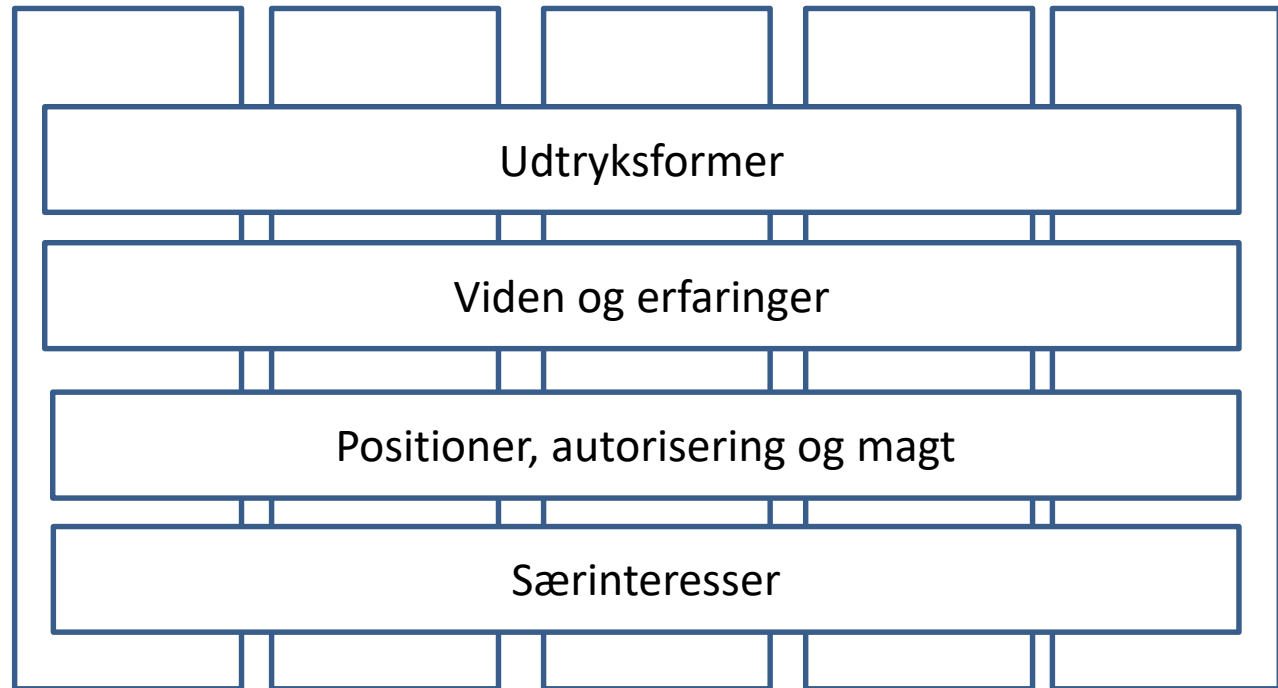 Udtryksformer
Viden og erfaringer
Positioner, autorisering og magt
Særinteresser